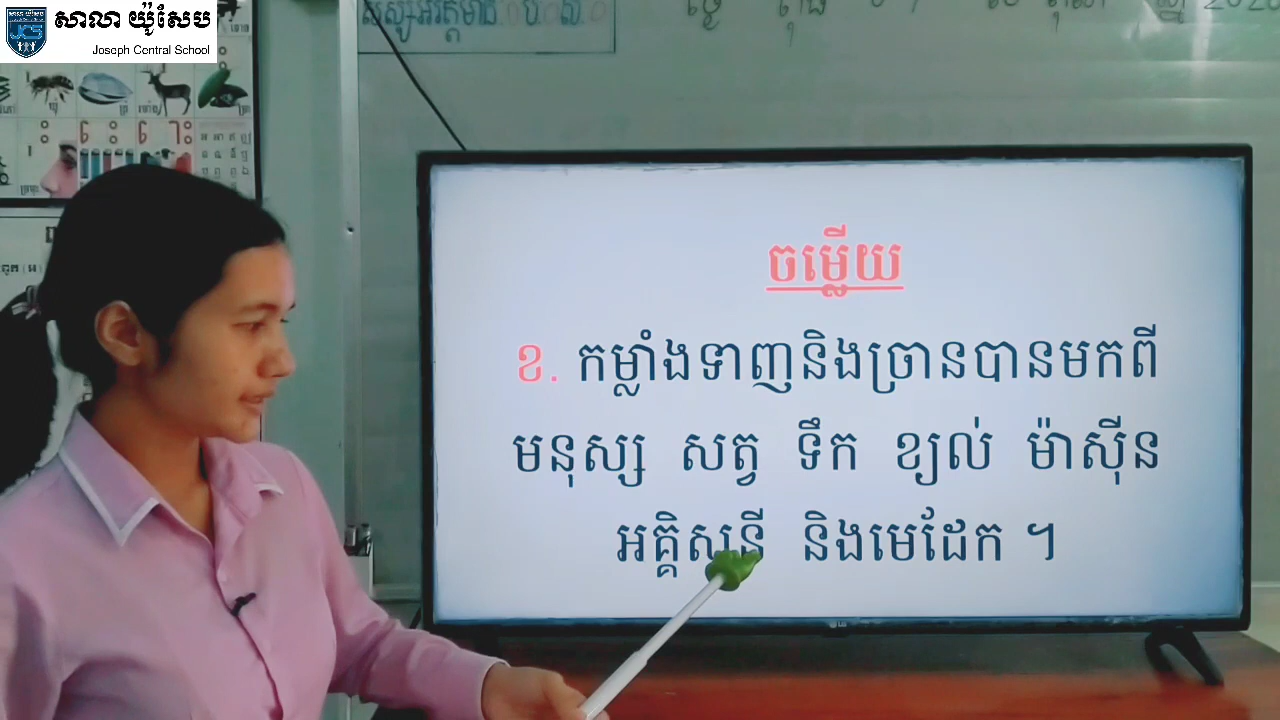 សាលា យ៉ូសែប
Joseph Central School
ចម្លើយ
ខ. កម្លាំងទាញនិងច្រានបានមកពី
មនុស្ស សត្វ ទឹក ខ្យល់ ម៉ាស៊ីន
អគ្គិសនី និងមេដែក ។